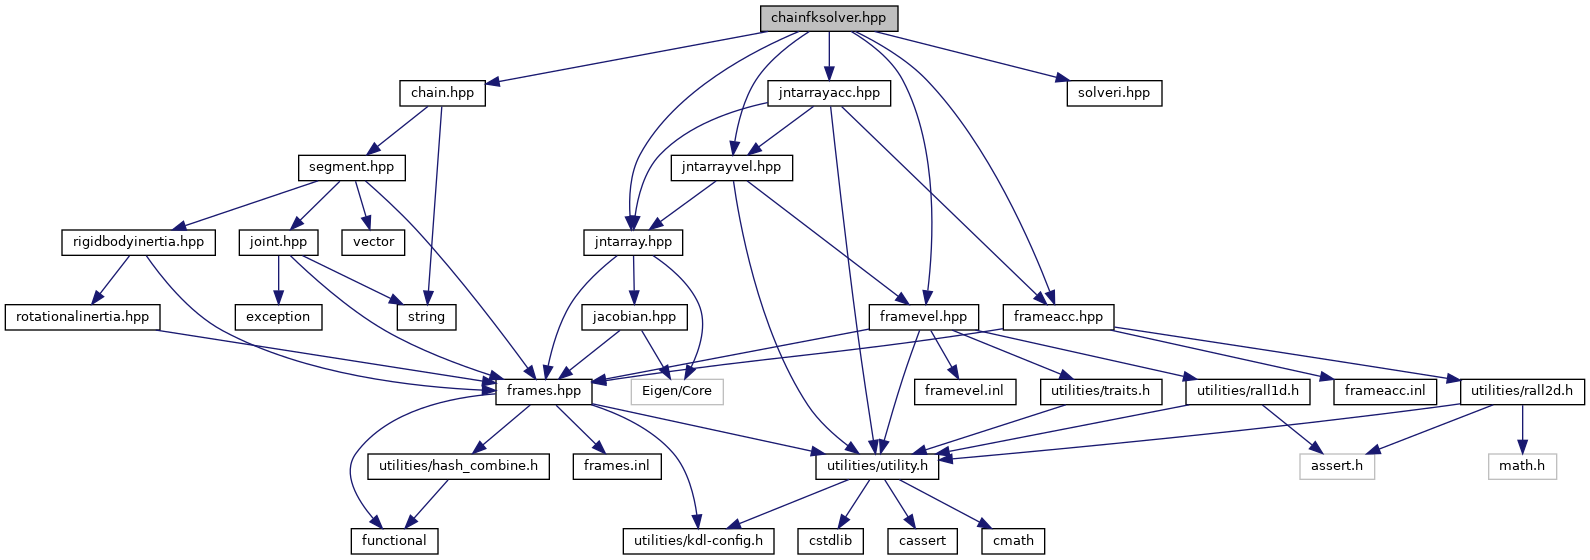 chainfksolver.hpp
chain.hpp
jntarrayacc.hpp
solveri.hpp
segment.hpp
jntarrayvel.hpp
rigidbodyinertia.hpp
joint.hpp
vector
jntarray.hpp
rotationalinertia.hpp
exception
string
jacobian.hpp
framevel.hpp
frameacc.hpp
frames.hpp
Eigen/Core
framevel.inl
utilities/traits.h
utilities/rall1d.h
frameacc.inl
utilities/rall2d.h
utilities/hash_combine.h
frames.inl
utilities/utility.h
assert.h
math.h
functional
utilities/kdl-config.h
cstdlib
cassert
cmath